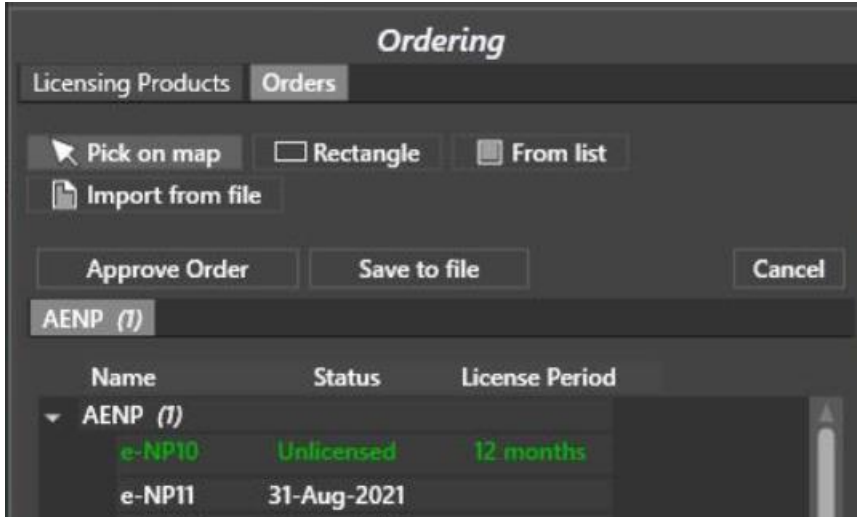 Ordering
Licensing Products Orders
Pick on map Rectangle From list
Import from file
Approve Order Save to file Cancel
AENP (1)
Name Status License Period
AENP (1)
e-NP10 Unlicensed 12 months
e-NP11 31-Aug-2021